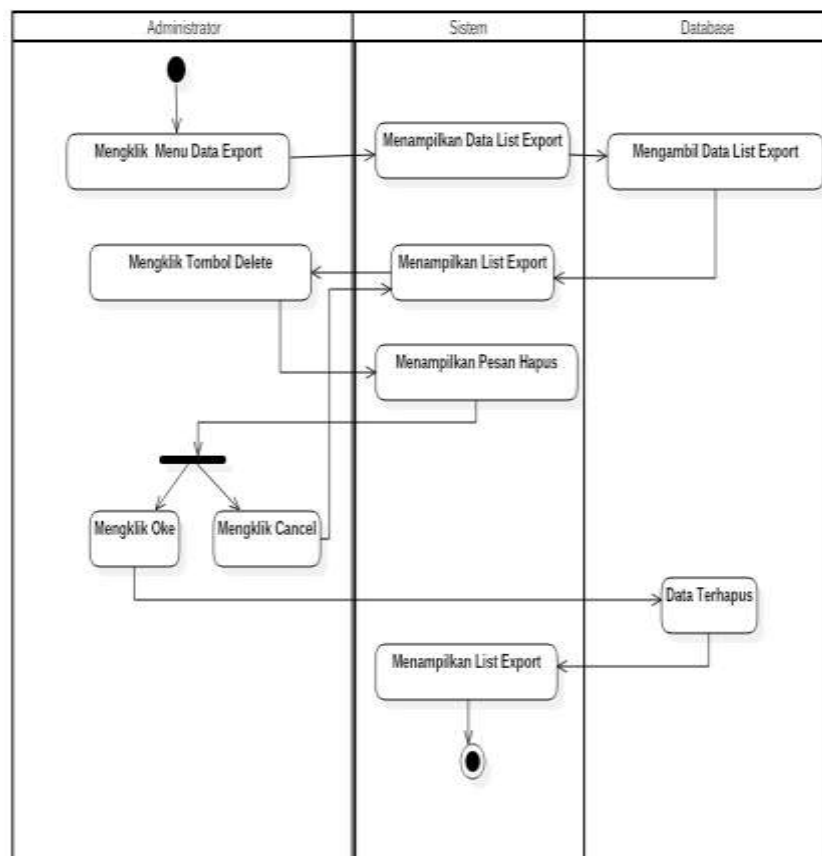 Administrator
Sistem
Database
Mengklik Menu Data Export
Menampilkan Data List Export
Mengambil Data List Export
Mengklik Tombol Delete
Menampilkan List Export
Menampilkan Pesan Hapus
Mengklik Oke
Mengklik Cancel
Data Terhapus
Menampilkan List Export